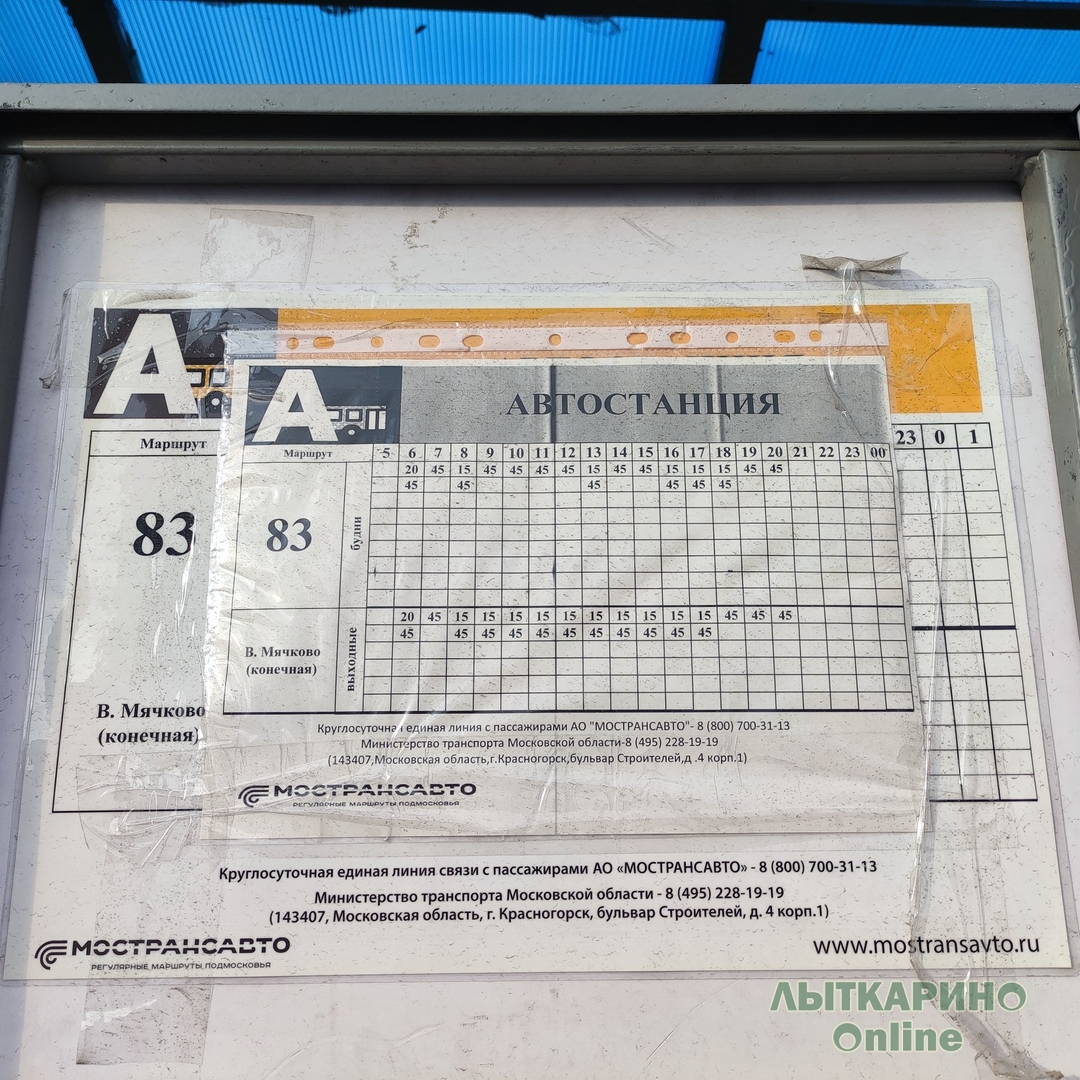 А
А
АВТОСТАНЦИЯ
Маршрут
Маршрут 5 6 7 8 9 10 11 12 13 14 15 16 17 18 19 20 21 22 23 00
23 0 1
20 45 15 45 45 45 45 45 15 45 45 15 15 15 45 45
45 45 45 45 45 45
83
83
будни
20 45 15 15 15 15 15 15 15 15 15 15 45 45 45
45 45 45 45 45 45 45 45 45 45 45
выходные
В. Мячково
(конечная)
В. Мячково
(конечная)
Круглосуточная единая линия с пассажирами АО "МОСТРАНСАВТО"- 8 (800) 700-31-13
Министерство транспорта Московской области-8 (495) 228-19-19
(143407,Московская область,г.Красногорск,бульвар Строителей,д .4 корп.1)
МОСТРАНСАВТО
РЕГУЛЯРНЫЕ МАРШРУТЫ ПОДМОСКОВЬЯ
Круглосуточная единая линия связи с пассажирами АО «МОСТРАНСАВТО» - 8 (800) 700-31-13
Министерство транспорта Московской области - 8 (495) 228-19-19
(143407, Московская область, г. Красногорск, бульвар Строителей, д. 4 корп.1)
МОСТРАНСАВТО
РЕГУЛЯРНЫЕ МАРШРУТЫ ПОДМОСКОВЬЯ
www.mostransavto.ru
ЛЫТКАРИНО
Online